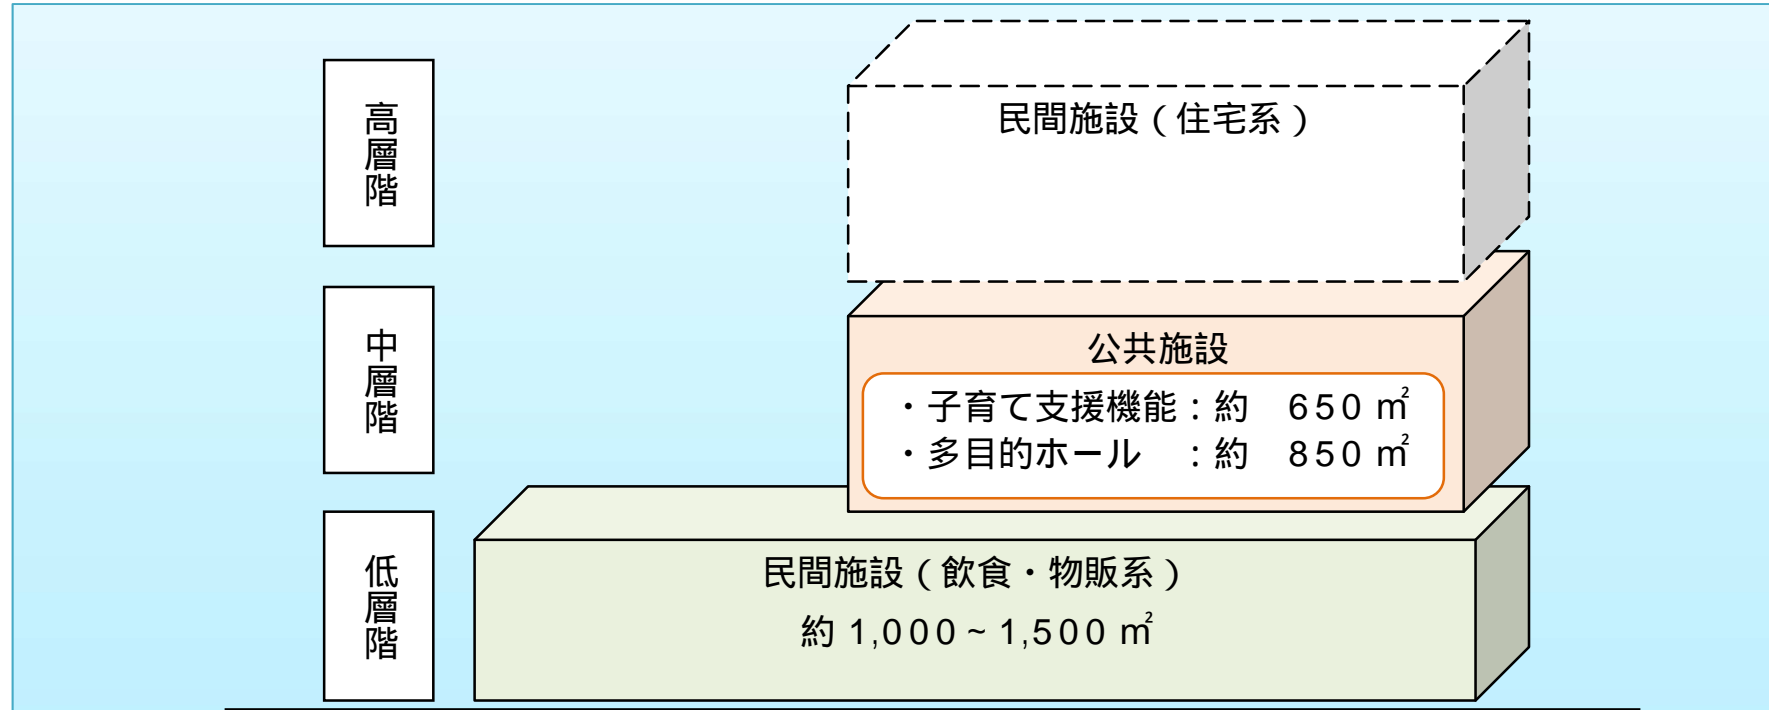 高層階
民間施設（住宅系）
中層階
公共施設
・子育て支援機能：約　650 ㎡
・多目的ホール　：約　850 ㎡
低層階
民間施設（飲食・物販系）
約 1,000 ~ 1,500 ㎡